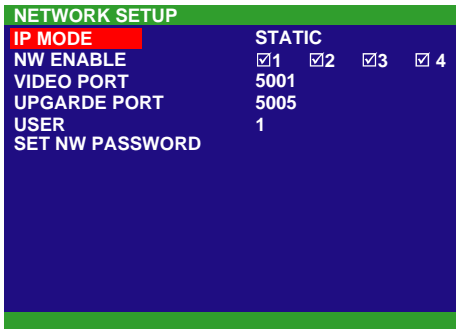 NETWORK SETUP
IP MODE STATIC
NW ENABLE ☑1 ☑2 ☑3 ☑ 4
VIDEO PORT 5001
UPGARDE PORT 5005
USER 1
SET NW PASSWORD